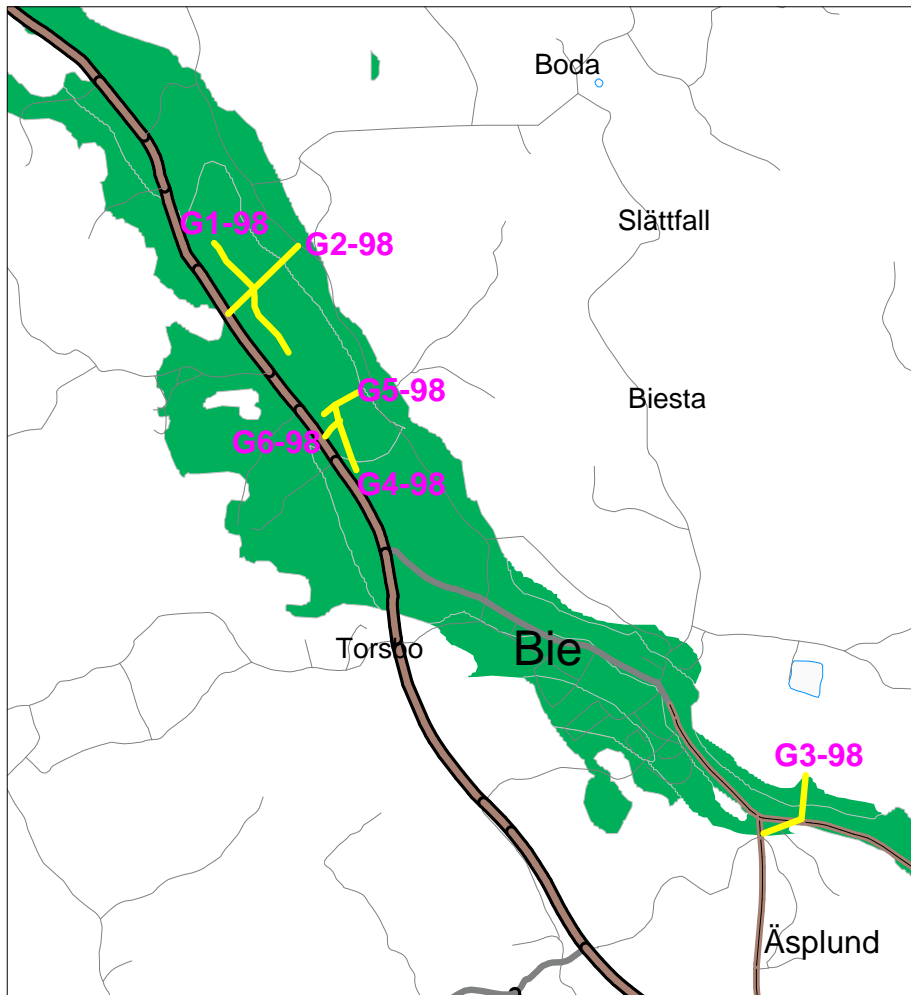 Boda
Slättfall
G1-98
G2-98
G5-98
Biesta
G6-98
G4-98
Torsbo
Bie
G3-98
Äsplund